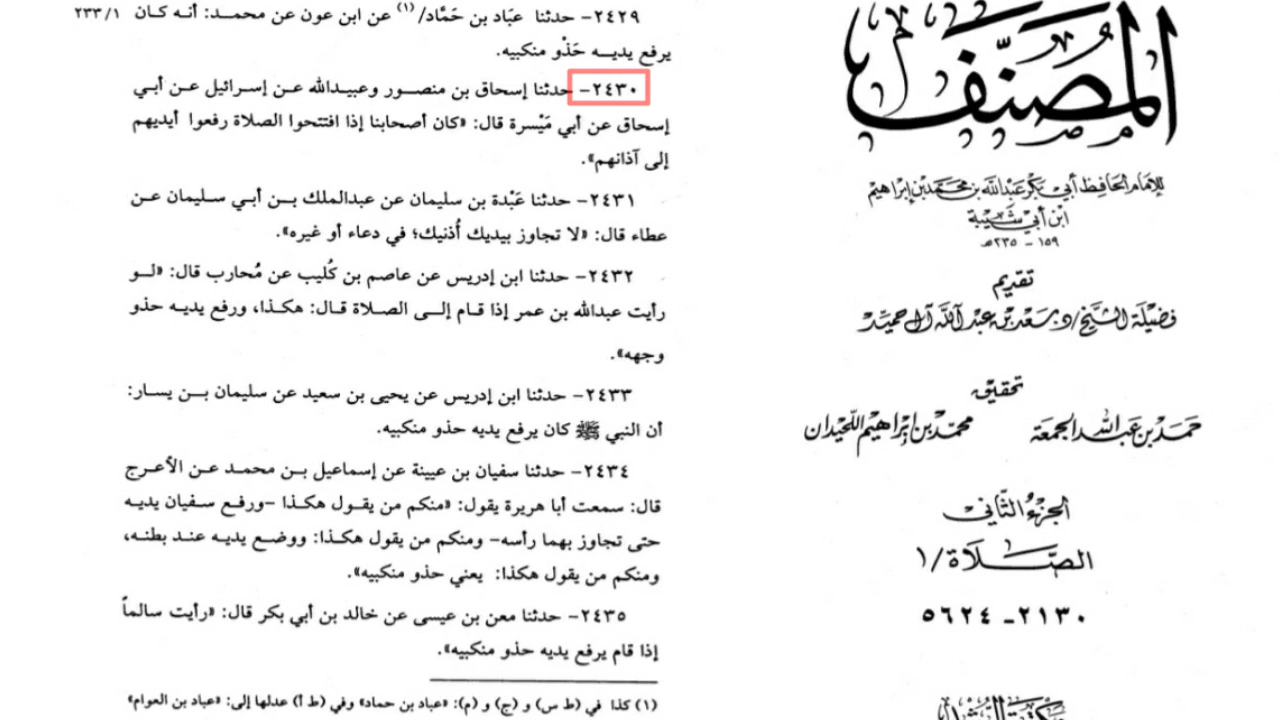 المصنف
للإمام الحافظ أبي بكر عبدالله بن محمد بن إبراهيم
ابن أبي شيبة
١٥٩ - ٢٣٥هـ
تقديم
فضيلة الشيخ/د. سعد بن عبد الله آل حميد
تحقيق
حمد بن عبد الله الجمعة محمد بن إبراهيم اللحيدان
الجزء الثاني
الصلاة/١
٢١٣٠ - ٥٦٢٤
٢٤٢٩- حدثنا عبَاد بن حَمَّاد/(١) عن ابن عون عن محمد: أنه كان ٢٣٣/١
يرفع يديه حَذْو منكبيه.
٢٤٣٠- حدثنا إسحاق بن منصور وعبيدالله عن إسرائيل عن أبي
إسحاق عن أبي مَيْسرة قال: «كان أصحابنا إذا افتتحوا الصلاة رفعوا أيديهم
إلى آذانهم».
٢٤٣١- حدثنا عَبْدة بن سليمان عن عبدالملك بن أبي سليمان عن
عطاء قال: «لا تجاوز بيديك أُذنيك؛ في دعاء أو غيره».
٢٤٣٢- حدثنا ابن إدريس عن عاصم بن كُليب عن مُحارب قال: «لو
رأيت عبدالله بن عمر إذا قام إلى الصلاة قال: هكذا، ورفع يديه حذو
وجهه».
٢٤٣٣- حدثنا ابن إدريس عن يحيى بن سعيد عن سليمان بن يسار:
أن النبي ﷺ كان يرفع يديه حذو منكبيه.
٢٤٣٤- حدثنا سفيان بن عيينة عن إسماعيل بن محمد عن الأعرج
قال: سمعت أبا هريرة يقول: «منكم من يقول هكذا -ورفع سفيان يديه
حتى تجاوز بهما رأسه- ومنكم من يقول هكذا: ووضع يديه عند بطنه،
ومنكم من يقول هكذا: يعني حذو منكبيه».
٢٤٣٥- حدثنا معن بن عيسى عن خالد بن أبي بكر قال: «رأيت سالماً
إذا قام يرفع يديه حذو منكبيه».
(١) كذا في (ط س) و (ج) و (م): «عباد بن حماد» وفي (ط أ) عدلها إلى: «عباد بن العوام»